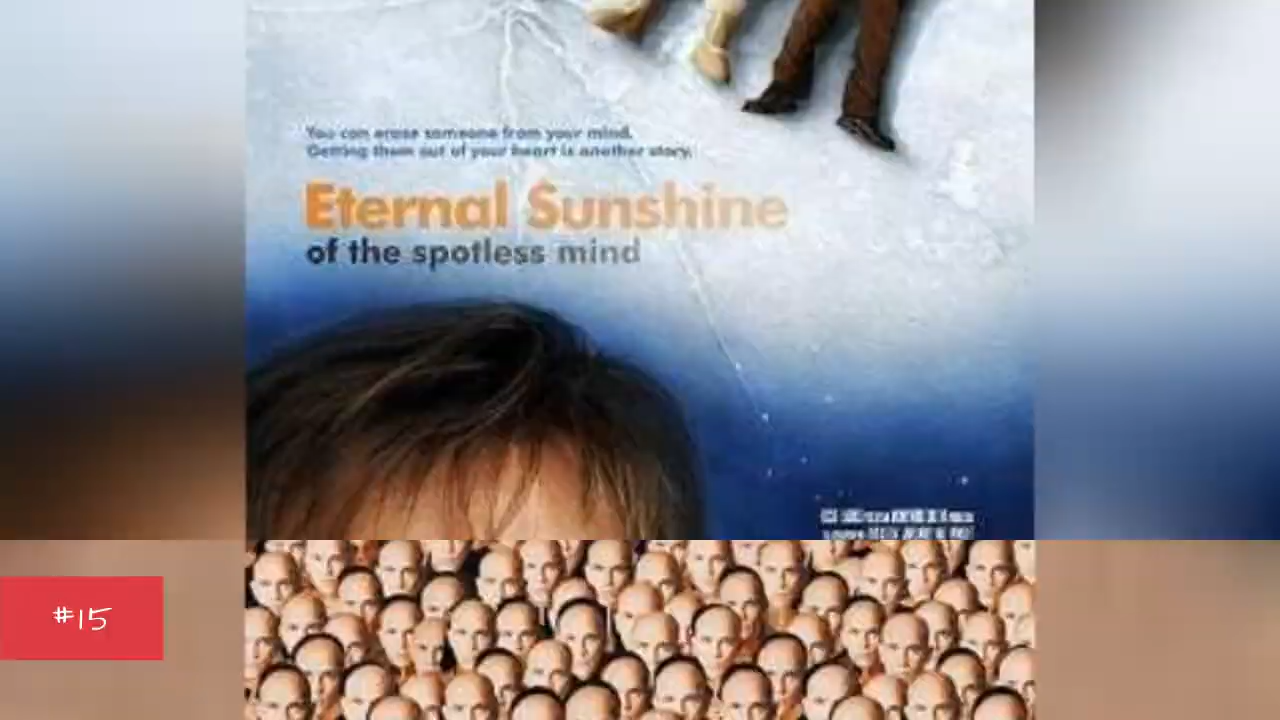 You can erase someone from your mind.
Getting them out of your heart is another story.
Eternal Sunshine
of the spotless mind
#15